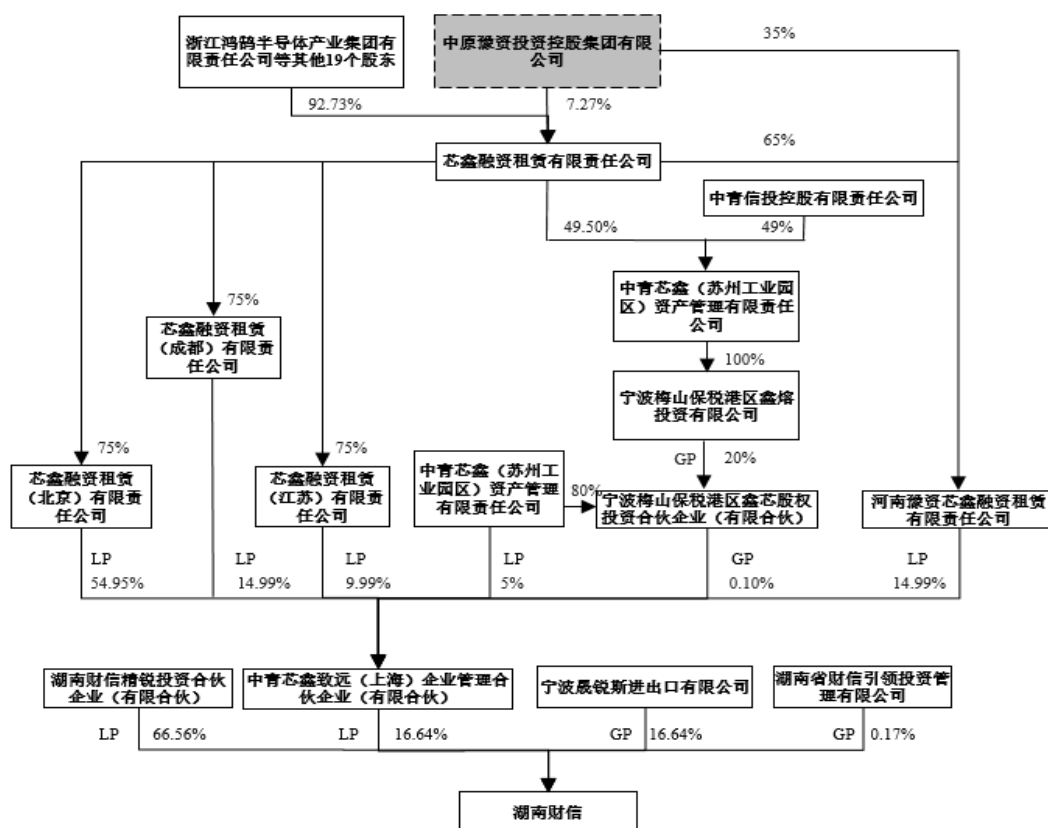 浙江鸿鹄半导体产业集团有
限责任公司等其他19个股东
中原豫资投资控股集团有限
公司
35%
92.73%
7.27%
芯鑫融资租赁有限责任公司
65%
中青信投控股有限责任公司
49.50%
49%
中青芯鑫（苏州工业园
区）资产管理有限责任
公司
75%
芯鑫融资租赁
（成都）有限责
任公司
100%
宁波梅山保税港区鑫熔
投资有限公司
75%
75%
GP
20%
芯鑫融资租赁
（北京）有限责
任公司
芯鑫融资租赁
（江苏）有限责
任公司
中青芯鑫（苏州工
业园区）资产管理
有限责任公司
80%
宁波梅山保税港区鑫芯股权
投资合伙企业（有限合伙）
河南豫资芯鑫融资租赁
有限责任公司
LP
LP
LP
LP
GP
LP
54.95%
14.99%
9.99%
5%
0.10%
14.99%
湖南财信精锐投资合伙
企业（有限合伙）
中青芯鑫致远（上海）企业管理合
伙企业（有限合伙）
宁波晟锐斯进出口有限公司
湖南省财信引领投资管
理有限公司
LP
66.56%
LP
16.64%
GP
16.64%
GP
0.17%
湖南财信